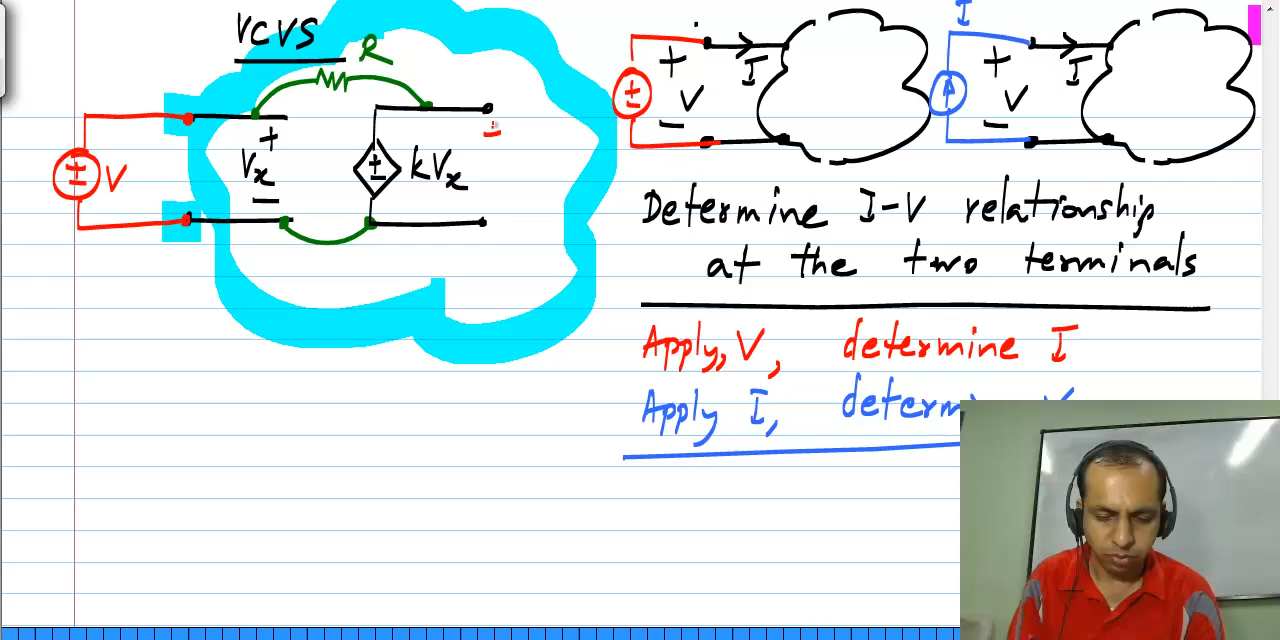 VCVS
R
+
Vx
−
± kVx
± V
I
±
+
V
−
I
+
V
−
I
Determine I-V relationship
at the two terminals
Apply, V, determine I
Apply I,